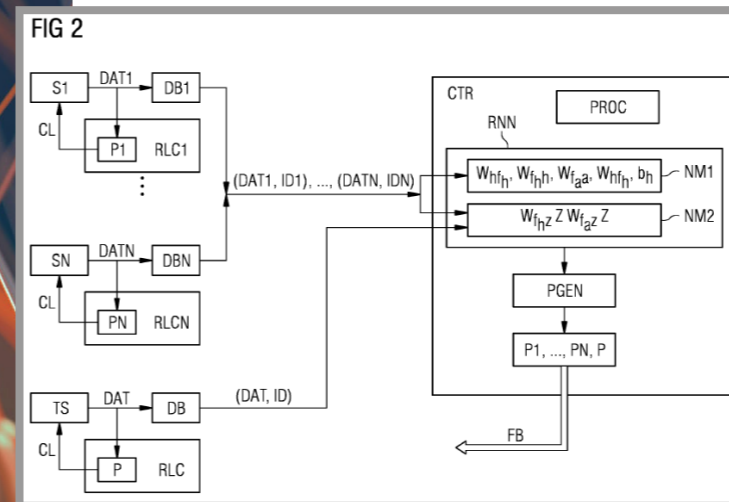 FIG 2
S1
DAT1
DB1
CL
P1
RLC1
(DAT1, ID1), ..., (DATN, IDN)
SN
DATN
DBN
CL
PN
RLCN
TS
DAT
DB
(DAT, ID)
CL
P
RLC
CTR
PROC
RNN
Whfh, Wfhh, Wfaa, Whfh, bh
NM1
Wfhz Z Wfaz Z
NM2
PGEN
P1, ..., PN, P
FB